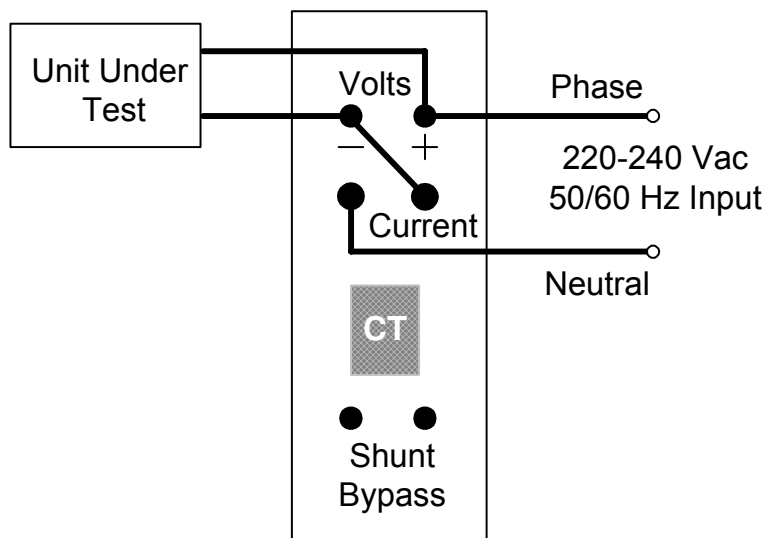 Unit Under
Test
Volts
− +
Current
Phase
220-240 Vac
50/60 Hz Input
Neutral
CT
Shunt
Bypass